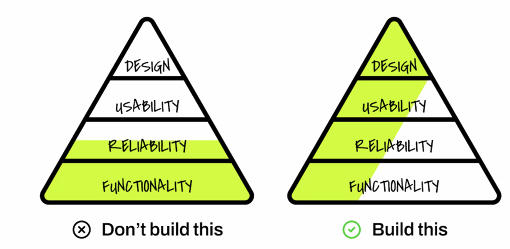 DESIGN
USABILITY
RELIABILITY
FUNCTIONALITY
Don't build this
DESIGN
USABILITY
RELIABILITY
FUNCTIONALITY
Build this